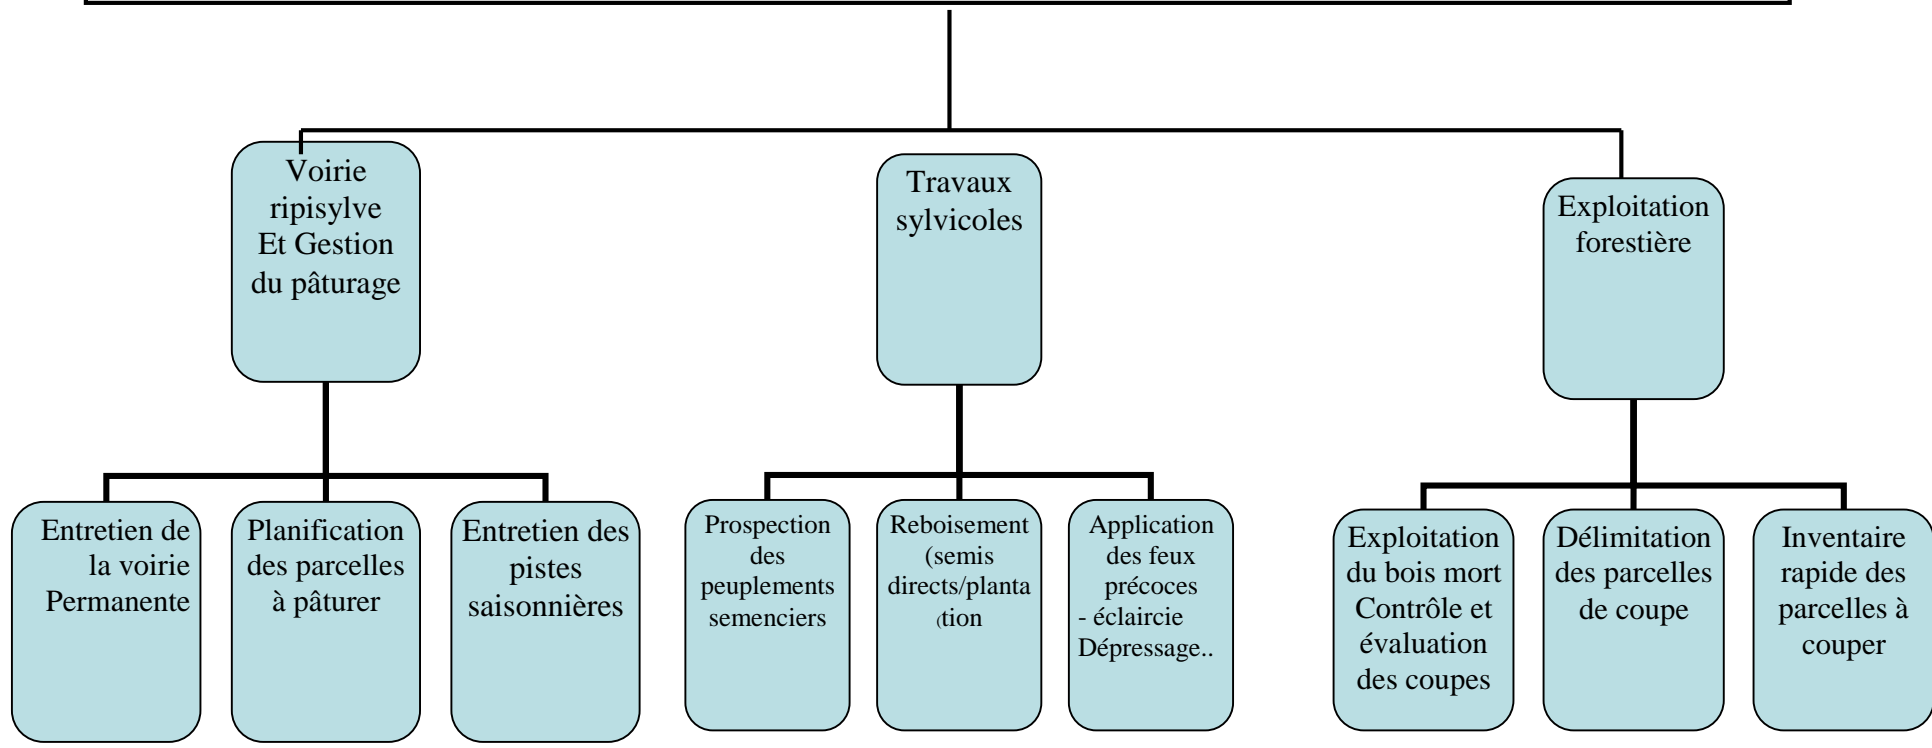 Voirie
ripisylve
Et Gestion
du pâturage
Travaux
sylvicoles
Exploitation
forestière
Entretien de
la voirie
Permanente
Planification
des parcelles
à pâturer
Entretien des
pistes
saisonnières
Prospection
des
peuplements
semenciers
Reboisement
(semis
directs/planta
(tion
Application
des feux
précoces
- éclaircie
Dépressage..
Exploitation
du bois mort
Contrôle et
évaluation
des coupes
Délimitation
des parcelles
de coupe
Inventaire
rapide des
parcelles à
couper